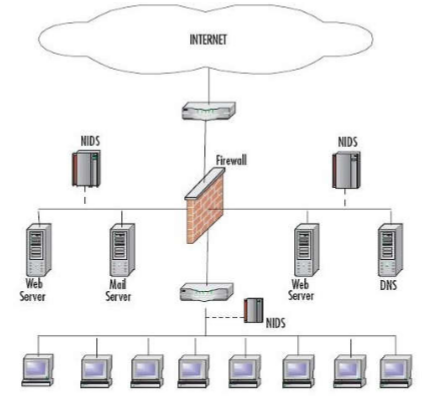 INTERNET
NIDS
NIDS
Firewall
Web
Server
Mail
Server
Web
Server
DNS
NIDS